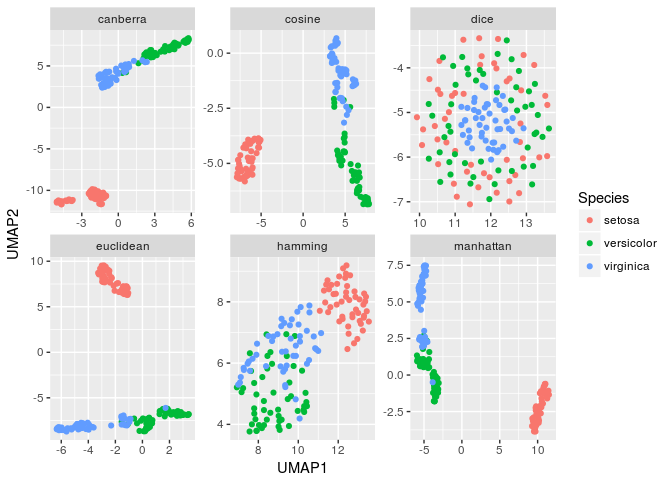 canberra cosine dice
5
0
-10
-3 0 3 6
0.0
-2.5
-5.0
-5 0 5
-4
-5
-6
-7
10 11 12 13
euclidean hamming manhattan
10
5
0
-5
-6 -4 -2 0 2
8
6
4
8 10 12
7.5
5.0
2.5
0.0
-2.5
-5 0 5 10
UMAP1
UMAP2
Species
setosa
versicolor
virginica